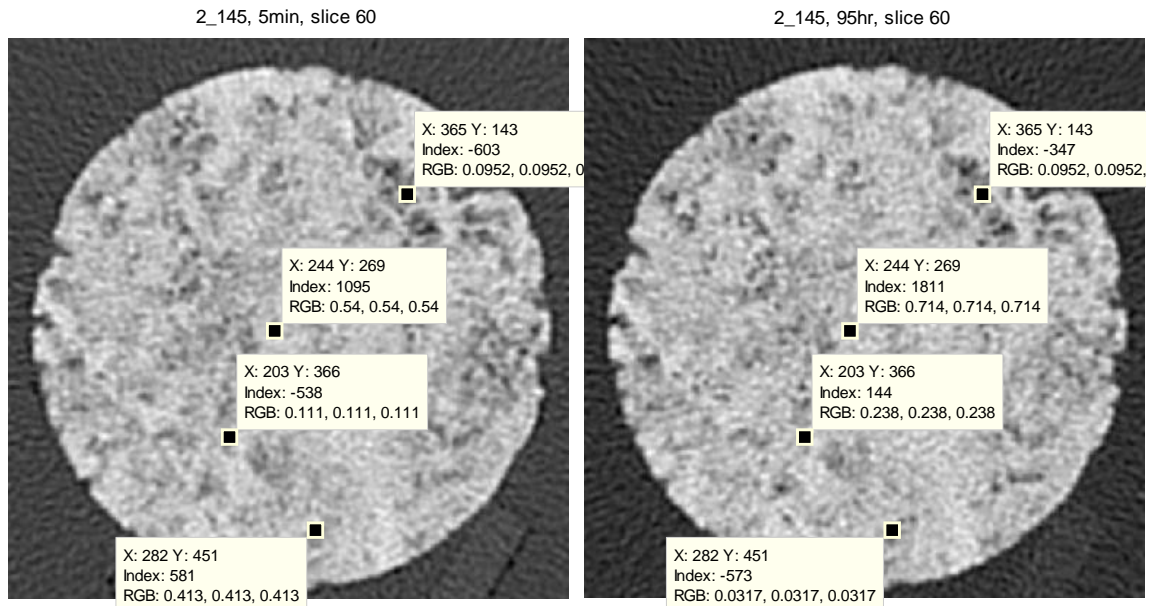 2_145, 5min, slice 60
X: 365 Y: 143
Index: -603
RGB: 0.0952, 0.0952, 0
X: 244 Y: 269
Index: 1095
RGB: 0.54, 0.54, 0.54
X: 203 Y: 366
Index: -538
RGB: 0.111, 0.111, 0.111
X: 282 Y: 451
Index: 581
RGB: 0.413, 0.413, 0.413
2_145, 95hr, slice 60
X: 365 Y: 143
Index: -347
RGB: 0.0952, 0.0952,
X: 244 Y: 269
Index: 1811
RGB: 0.714, 0.714, 0.714
X: 203 Y: 366
Index: 144
RGB: 0.238, 0.238, 0.238
X: 282 Y: 451
Index: -573
RGB: 0.0317, 0.0317, 0.0317